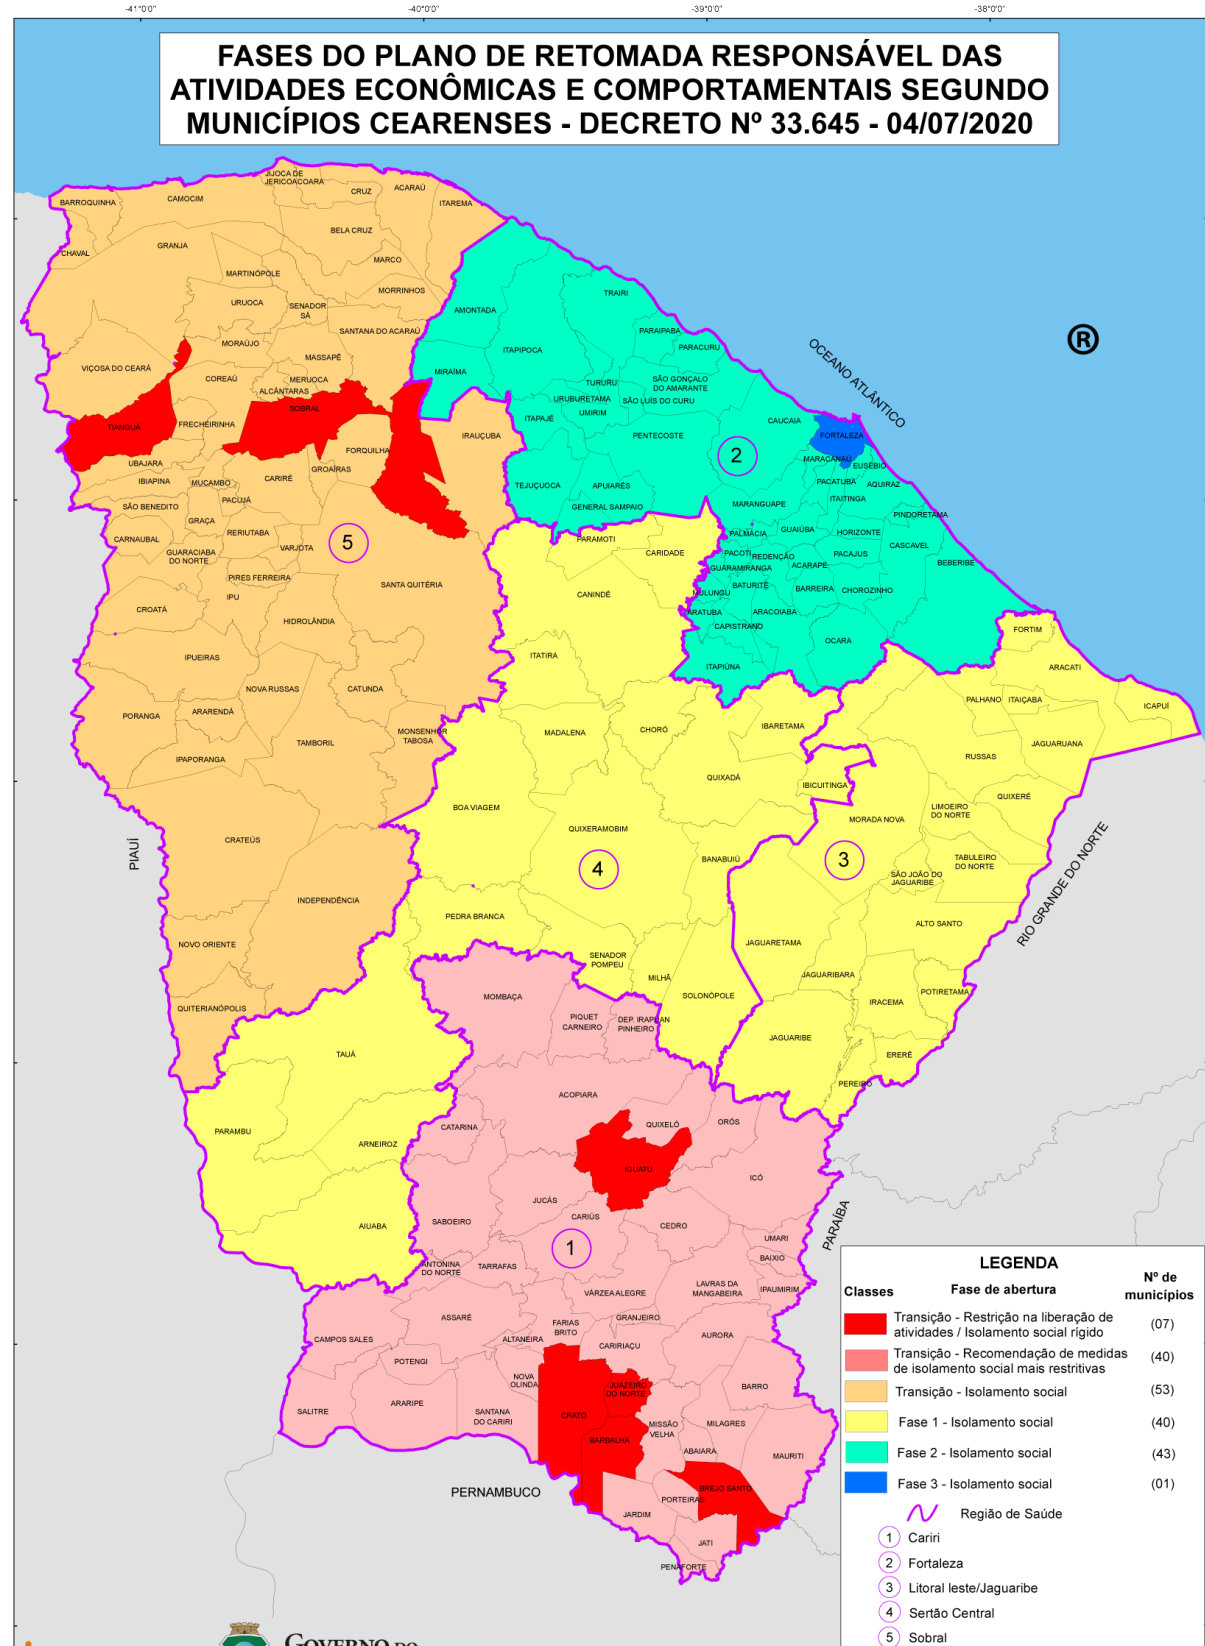 -41°0'0"
-40°0'0"
-39°0'0"
-38°0'0"
FASES DO PLANO DE RETOMADA RESPONSÁVEL DAS
ATIVIDADES ECONÔMICAS E COMPORTAMENTAIS SEGUNDO
MUNICÍPIOS CEARENSES - DECRETO Nº 33.645 - 04/07/2020
JIJOCA DE
JERICOACOARA
CRUZ
ACARAÚ
BARROQUINHA
CAMOCIM
ITAREMA
BELA CRUZ
CHAVAL
GRANJA
MARCO
MARTINÓPOLE
MORRINHOS
URUOCA
SENADOR
SÁ
SANTANA DO ACARAÚ
MORAÚJO
MASSAPÊ
VIÇOSA DO CEARÁ
COREAÚ
MERUOCA
ALCÂNTARAS
SOBRAL
TIANGUÁ
FRECHEIRINHA
FORQUILHA
IRAUÇUBA
UBAJARA
GROAÍRAS
IBIAPINA
MUCAMBO
CARIRÉ
PACUJÁ
SÃO BENEDITO
GRAÇA
RERIUTABA
CARNAUBAL
GUARACIABA
DO NORTE
VARJOTA
5
PIRES FERREIRA
SANTA QUITÉRIA
IPU
CROATÁ
HIDROLÂNDIA
IPUEIRAS
NOVA RUSSAS
CATUNDA
PORANGA
ARARENDÁ
TAMBORIL
MONSENHOR
TABOSA
IPAPORANGA
CRATEÚS
INDEPENDÊNCIA
NOVO ORIENTE
QUITERIANÓPOLIS
PIAUÍ
AMONTADA
TRAIRI
ITAPIPOCA
PARAIPABA
PARACURU
MIRAÍMA
TURURU
SÃO GONÇALO
DO AMARANTE
URUBURETAMA
SÃO LUÍS DO CURU
UMIRIM
ITAPAJÉ
PENTECOSTE
CAUCAIA
2
FORTALEZA
MARACANAÚ
EUSÉBIO
TEJUÇUOCA
APUIARÉS
PACATUBA
AQUIRAZ
ITAITINGA
GENERAL SAMPAIO
MARANGUAPE
PINDORETAMA
PALMÁCIA
GUAIÚBA
HORIZONTE
CASCAVEL
PACOTI
REDENÇÃO
PACAJUS
BEBERIBE
GUARAMIRANGA
ACARAPE
MULUNGU
BATURITÉ
BARREIRA
CHOROZINHO
ARATUBA
ARACOIABA
CAPISTRANO
OCARA
ITAPIÚNA
OCEANO ATLÂNTICO
®
PARAMOTI
CARIDADE
CANINDÉ
ITATIRA
MADALENA
CHORÓ
IBARETAMA
QUIXADÁ
IBICUITINGA
BOA VIAGEM
QUIXERAMOBIM
4
BANABUIÚ
PEDRA BRANCA
SENADOR
POMPEU
MILHÃ
SOLONÓPOLE
TAUÁ
PARAMBU
ARNEIROZ
AIUABA
FORTIM
ARACATI
PALHANO
ITAIÇABA
ICAPUÍ
JAGUARUANA
RUSSAS
QUIXERÉ
LIMOEIRO
DO NORTE
MORADA NOVA
3
TABULEIRO
DO NORTE
SÃO JOÃO DO
JAGUARIBE
ALTO SANTO
JAGUARETAMA
JAGUARIBARA
POTIRETAMA
IRACEMA
JAGUARIBE
ERERÊ
PEREIRO
RIO GRANDE DO NORTE
MOMBAÇA
PIQUET
CARNEIRO
DEP. IRAPUAN
PINHEIRO
ACOPIARA
CATARINA
QUIXELÔ
ORÓS
IGUATU
ICÓ
JUCÁS
SABOEIRO
CARIÚS
CEDRO
1
UMARI
BAIXIO
ANTONINA
DO NORTE
TARRAFAS
VÁRZEA ALEGRE
LAVRAS DA
MANGABEIRA
IPAUMIRIM
ASSARÉ
GRANJEIRO
FARIAS
BRITO
AURORA
CAMPOS SALES
ALTANEIRA
CARIRIAÇU
POTENGI
NOVA
OLINDA
JUAZEIRO
DO NORTE
BARRO
SALITRE
ARARIPE
SANTANA
DO CARIRI
CRATO
MISSÃO
VELHA
MILAGRES
BARBALHA
ABAIARA
MAURITI
BREJO SANTO
PORTEIRAS
JARDIM
JATI
PENAFORTE
PARAÍBA
PERNAMBUCO
LEGENDA
Classes
Fase de abertura
Nº de
municípios
Transição - Restrição na liberação de
atividades / Isolamento social rígido
(07)
Transição - Recomendação de medidas
de isolamento social mais restritivas
(40)
Transição - Isolamento social
(53)
Fase 1 - Isolamento social
(40)
Fase 2 - Isolamento social
(43)
Fase 3 - Isolamento social
(01)
Região de Saúde
1 Cariri
2 Fortaleza
3 Litoral leste/Jaguaribe
4 Sertão Central
5 Sobral
GOVERNO DO